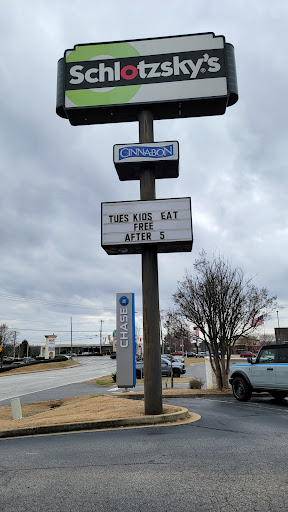 Schlotzsky's
CINNABON
TUES KIDS EAT
FREE
AFTER 5
CHASE